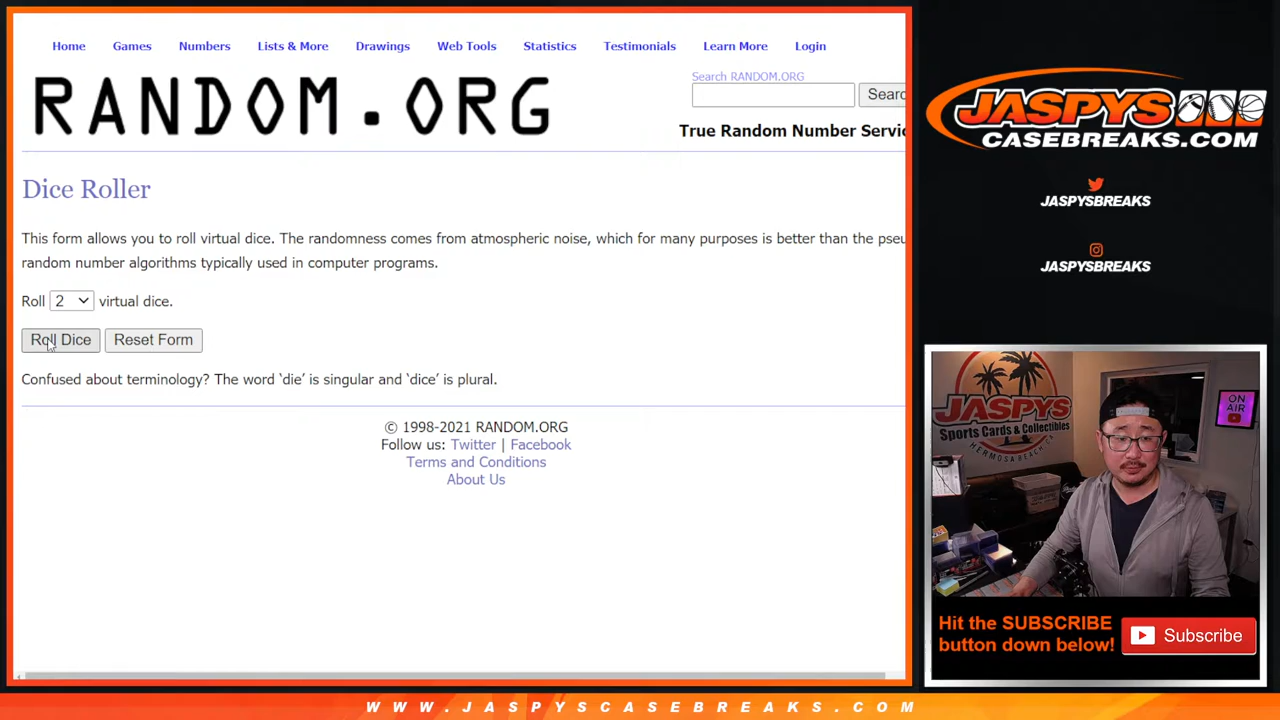 Home Games Numbers Lists & More Drawings Web Tools Statistics Testimonials Learn More Login
RANDOM.ORG
Search RANDOM.ORG
Searc
True Random Number Servic
Dice Roller
This form allows you to roll virtual dice. The randomness comes from atmospheric noise, which for many purposes is better than the pseu
random number algorithms typically used in computer programs.
Roll 2 virtual dice.
Roll Dice Reset Form
Confused about terminology? The word ‘die’ is singular and ‘dice’ is plural.
© 1998-2021 RANDOM.ORG
Follow us: Twitter | Facebook
Terms and Conditions
About Us
JASPYS
CASEBREAKS.COM
JASPYSBREAKS
JASPYSBREAKS
JASPYS
Sports Cards & Collectibles
HERMOSA BEACH, CA
ON AIR
Hit the SUBSCRIBE
button down below!
Subscribe
WWW.JASPYSCASEBREAKS.COM